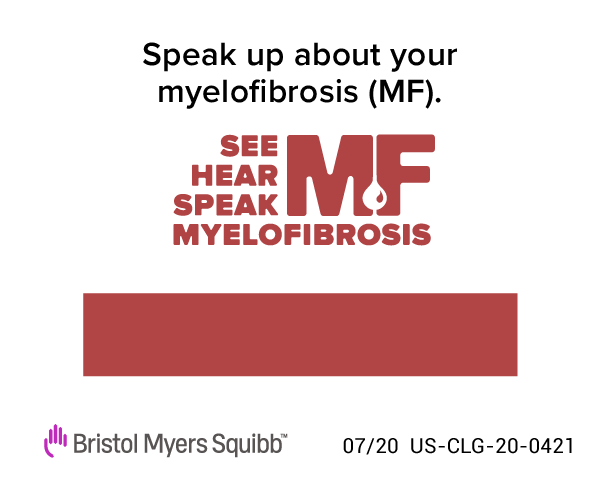 Speak up about your
myelofibrosis (MF).
SEE
HEAR
SPEAK
MF
MYELOFIBROSIS
Bristol Myers Squibb™
07/20 US-CLG-20-0421